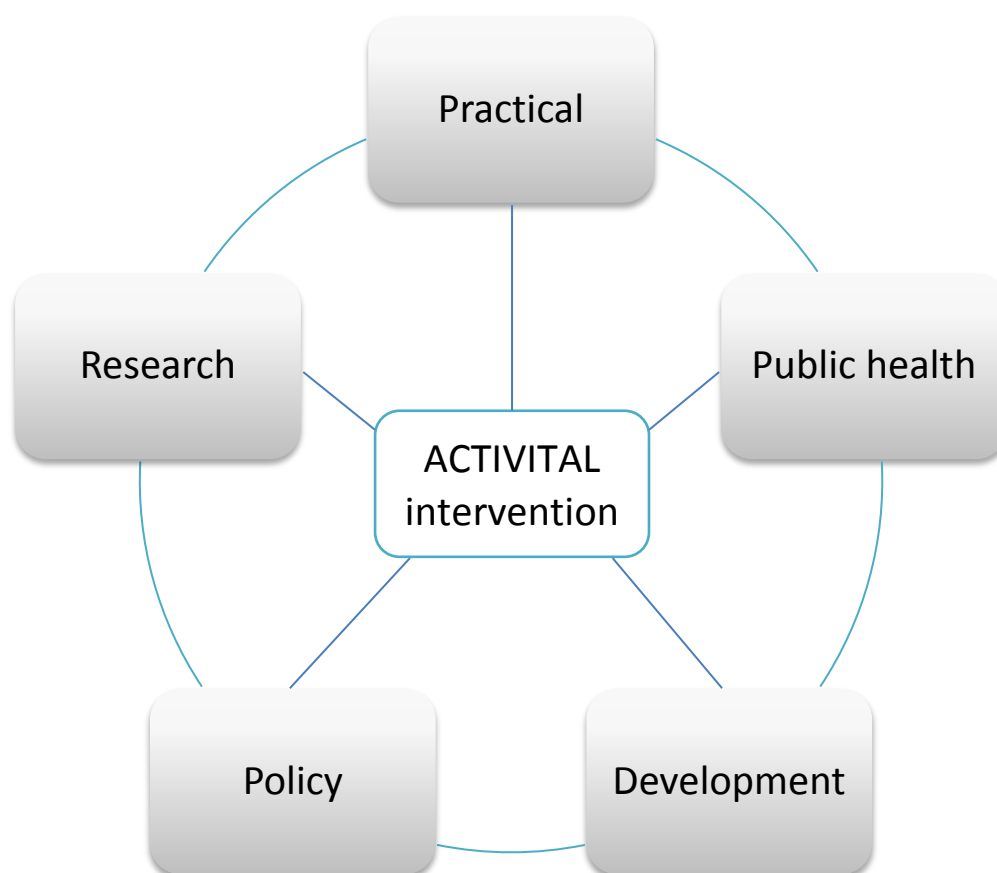 Practical
Research
Public health
ACTIVITAL
intervention
Policy
Development